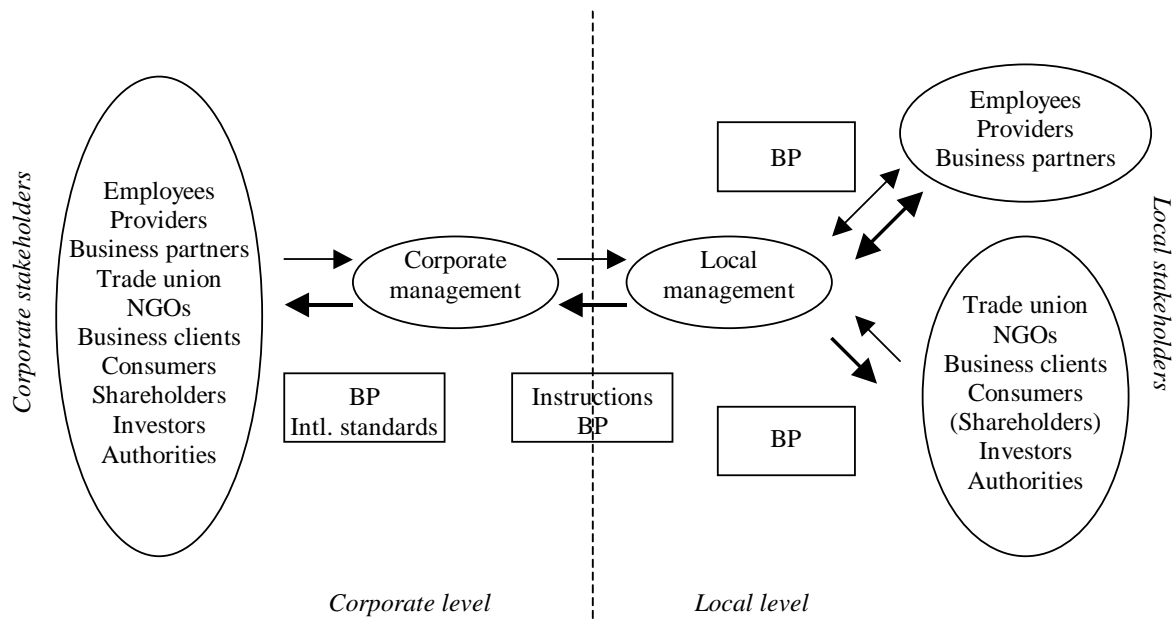 Corporate stakeholders
Employees
Providers
Business partners
Trade union
NGOs
Business clients
Consumers
Shareholders
Investors
Authorities
Corporate
management
BP
Intl. standards
Instructions
BP
Local
management
BP
BP
Employees
Providers
Business partners
Trade union
NGOs
Business clients
Consumers
(Shareholders)
Investors
Authorities
Local stakeholders
Corporate level
Local level